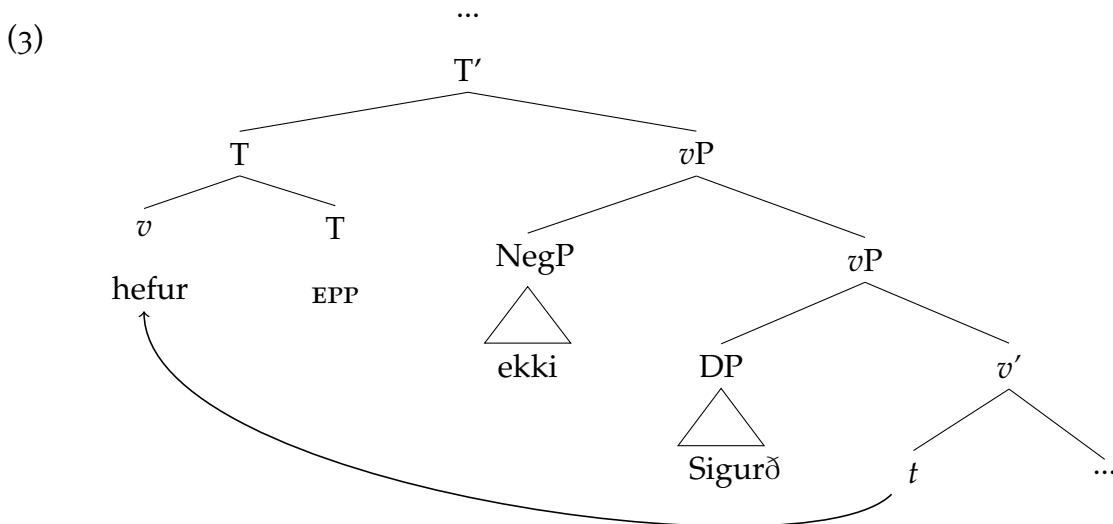 ...
(3)
T′
T vP
v T
NegP vP
hefur EPP
ekki DP v′
Sigurð t ...